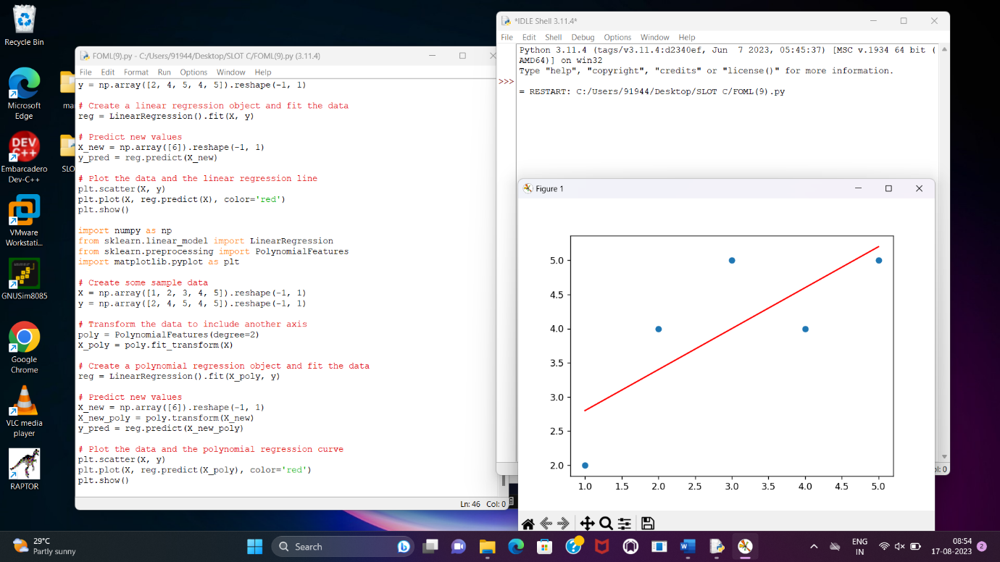 Recycle Bin
Microsoft
Edge
ma
Embarcadero
Dev-C++
SLO
VMware
Workstati...
GNUSim8085
Google
Chrome
VLC media
player
RAPTOR
DEV
C++
FOML(9).py - C:/Users/91944/Desktop/SLOT C/FOML(9).py (3.11.4)
File Edit Format Run Options Window Help
y = np.array([2, 4, 5, 4, 5]).reshape(-1, 1)
# Create a linear regression object and fit the data
reg = LinearRegression().fit(X, y)
# Predict new values
X_new = np.array([6]).reshape(-1, 1)
y_pred = reg.predict(X_new)
# Plot the data and the linear regression line
plt.scatter(X, y)
plt.plot(X, reg.predict(X), color='red')
plt.show()
import numpy as np
from sklearn.linear_model import LinearRegression
from sklearn.preprocessing import PolynomialFeatures
import matplotlib.pyplot as plt
# Create some sample data
X = np.array([1, 2, 3, 4, 5]).reshape(-1, 1)
y = np.array([2, 4, 5, 4, 5]).reshape(-1, 1)
# Transform the data to include another axis
poly = PolynomialFeatures(degree=2)
X_poly = poly.fit_transform(X)
# Create a polynomial regression object and fit the data
reg = LinearRegression().fit(X_poly, y)
# Predict new values
X_new = np.array([6]).reshape(-1, 1)
X_new_poly = poly.transform(X_new)
y_pred = reg.predict(X_new_poly)
# Plot the data and the polynomial regression curve
plt.scatter(X, y)
plt.plot(X, reg.predict(X_poly), color='red')
plt.show()
Ln: 46 Col: 0
*IDLE Shell 3.11.4*
File Edit Shell Debug Options Window Help
Python 3.11.4 (tags/v3.11.4:d2340ef, Jun 7 2023, 05:45:37) [MSC v.1934 64 bit (
AMD64)] on win32
Type "help", "copyright", "credits" or "license()" for more information.
>>>
= RESTART: C:/Users/91944/Desktop/SLOT C/FOML(9).py
ol: 0
Figure 1
5.0
4.5
4.0
3.5
3.0
2.5
2.0
1.0 1.5 2.0 2.5 3.0 3.5 4.0 4.5 5.0
29°C
Partly sunny
Search
ENG
IN
08:54
17-08-2023
2